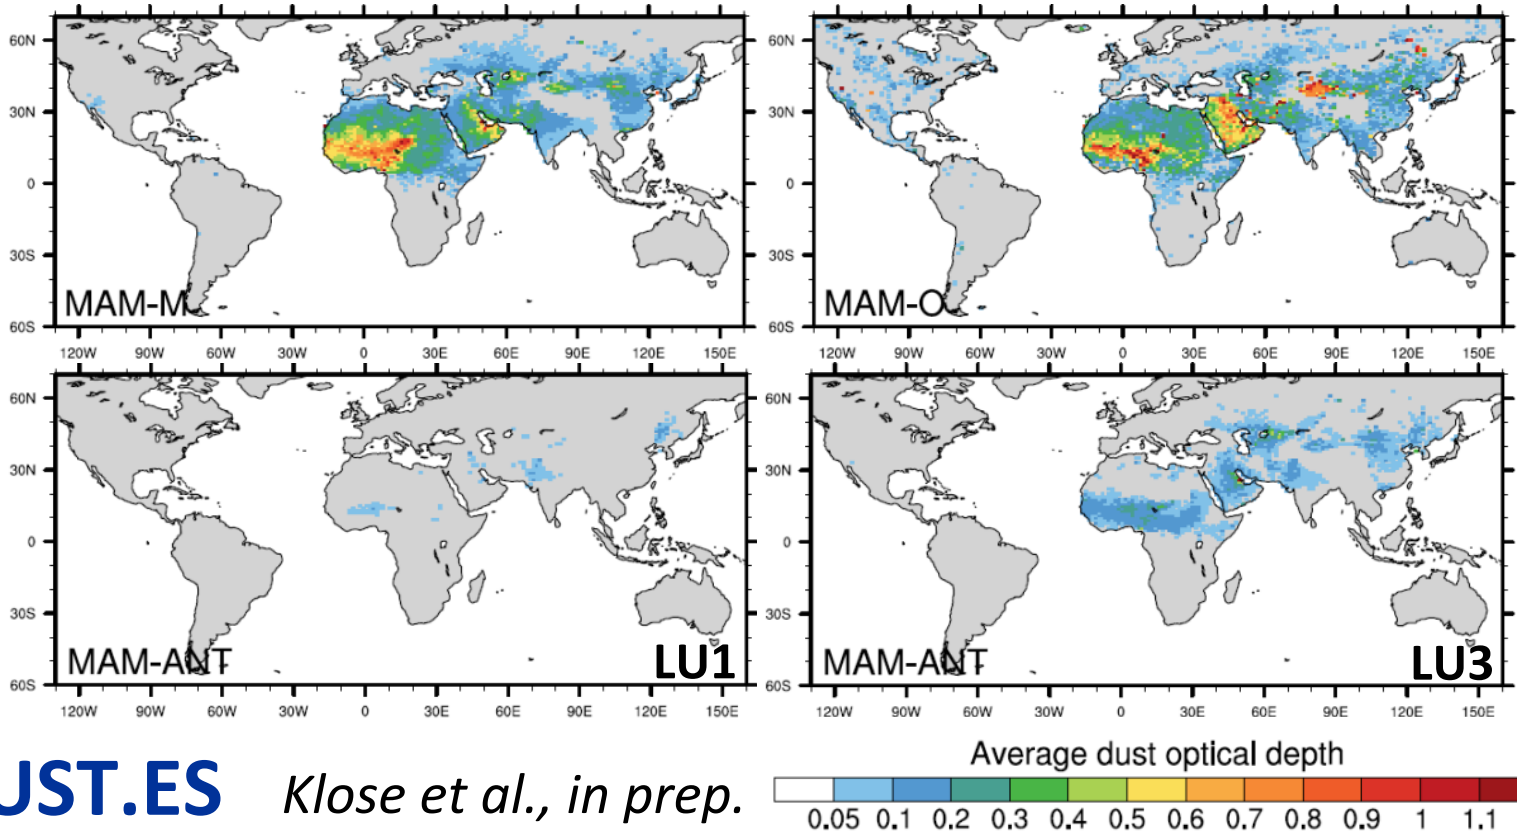 60N
30N
0
30S
60S
MAM-M
120W 90W 60W 30W 0 30E 60E 90E 120E 150E
60N
30N
0
30S
60S
MAM-O
120W 90W 60W 30W 0 30E 60E 90E 120E 150E
60N
30N
0
30S
60S
MAM-ANT LU1
120W 90W 60W 30W 0 30E 60E 90E 120E 150E
60N
30N
0
30S
60S
MAM-ANT LU3
120W 90W 60W 30W 0 30E 60E 90E 120E 150E
UST.ES Klose et al., in prep.
Average dust optical depth
0.05 0.1 0.2 0.3 0.4 0.5 0.6 0.7 0.8 0.9 1 1.1